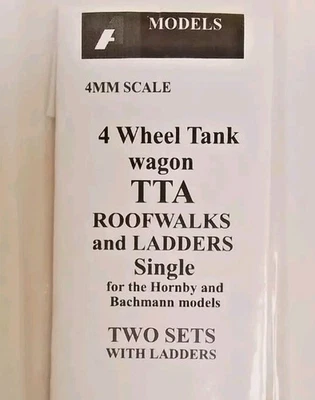 A MODELS
4MM SCALE
4 Wheel Tank
wagon
TTA
ROOFWALKS
and LADDERS
Single
for the Hornby and
Bachmann models
TWO SETS
WITH LADDERS